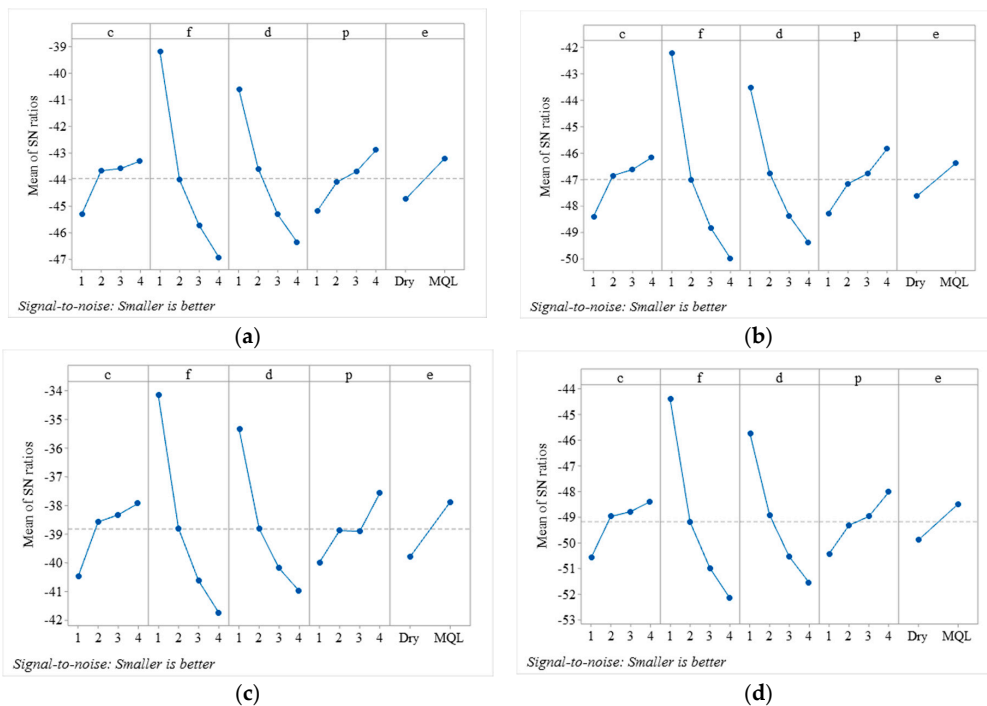 c f d p e
-39
-40
-41
-42
-43
-44
-45
-46
-47
Mean of SN ratios
1 2 3 4 1 2 3 4 1 2 3 4 1 2 3 4 Dry MQL
Signal-to-noise: Smaller is better
(a)
c f d p e
-42
-43
-44
-45
-46
-47
-48
-49
-50
Mean of SN ratios
1 2 3 4 1 2 3 4 1 2 3 4 1 2 3 4 Dry MQL
Signal-to-noise: Smaller is better
(b)
c f d p e
-34
-35
-36
-37
-38
-39
-40
-41
-42
Mean of SN ratios
1 2 3 4 1 2 3 4 1 2 3 4 1 2 3 4 Dry MQL
Signal-to-noise: Smaller is better
(c)
c f d p e
-44
-45
-46
-47
-48
-49
-50
-51
-52
-53
Mean of SN ratios
1 2 3 4 1 2 3 4 1 2 3 4 1 2 3 4 Dry MQL
Signal-to-noise: Smaller is better
(d)